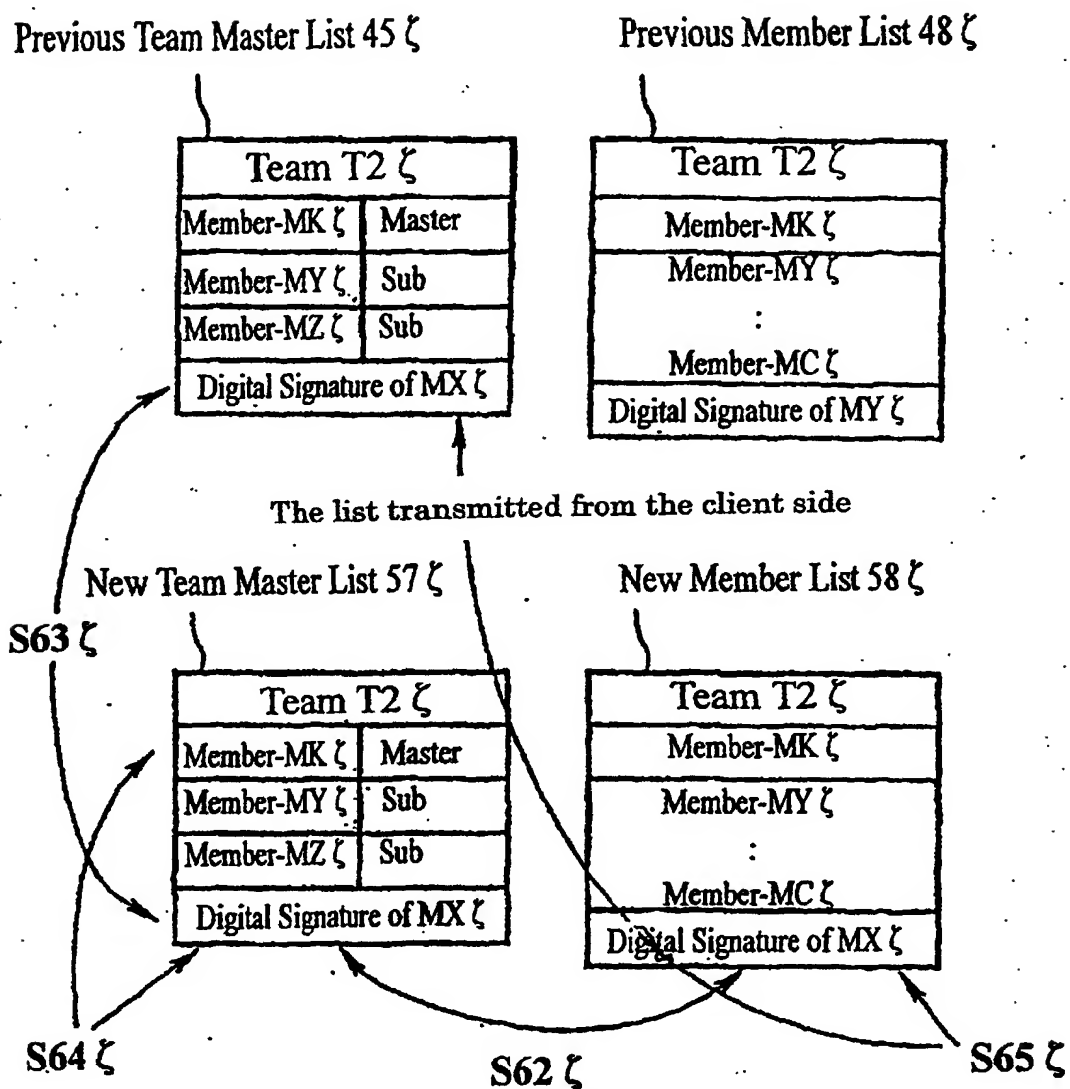 Previous Team Master List 45 ζ
Previous Member List 48 ζ
Team T2 ζ
Member-MK ζ Master
Member-MY ζ Sub
Member-MZ ζ Sub
Digital Signature of MX ζ
Team T2 ζ
Member-MK ζ
Member-MY ζ
:
Member-MC ζ
Digital Signature of MY ζ
The list transmitted from the client side
New Team Master List 57 ζ
New Member List 58 ζ
S63 ζ
Team T2 ζ
Member-MK ζ Master
Member-MY ζ Sub
Member-MZ ζ Sub
Digital Signature of MX ζ
Team T2 ζ
Member-MK ζ
Member-MY ζ
:
Member-MC ζ
Digital Signature of MX ζ
S64 ζ
S62 ζ
S65 ζ